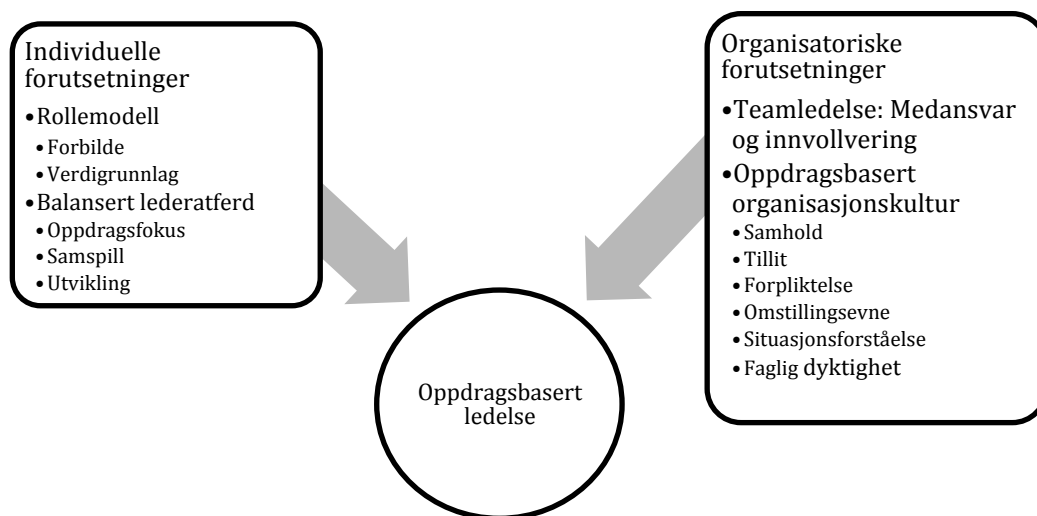 Individuelle
forutsetninger
•Rollemodell
•Forbilde
•Verdigrunnlag
•Balansert lederatferd
•Oppdragsfokus
•Samspill
•Utvikling
Organisatoriske
forutsetninger
•Teamledelse: Medansvar
og innvollvering
•Oppdragsbasert
organisasjonskultur
•Samhold
•Tillit
•Forpliktelse
•Omstillingsevne
•Situasjonsforståelse
•Faglig dyktighet
Oppdragsbasert
ledelse